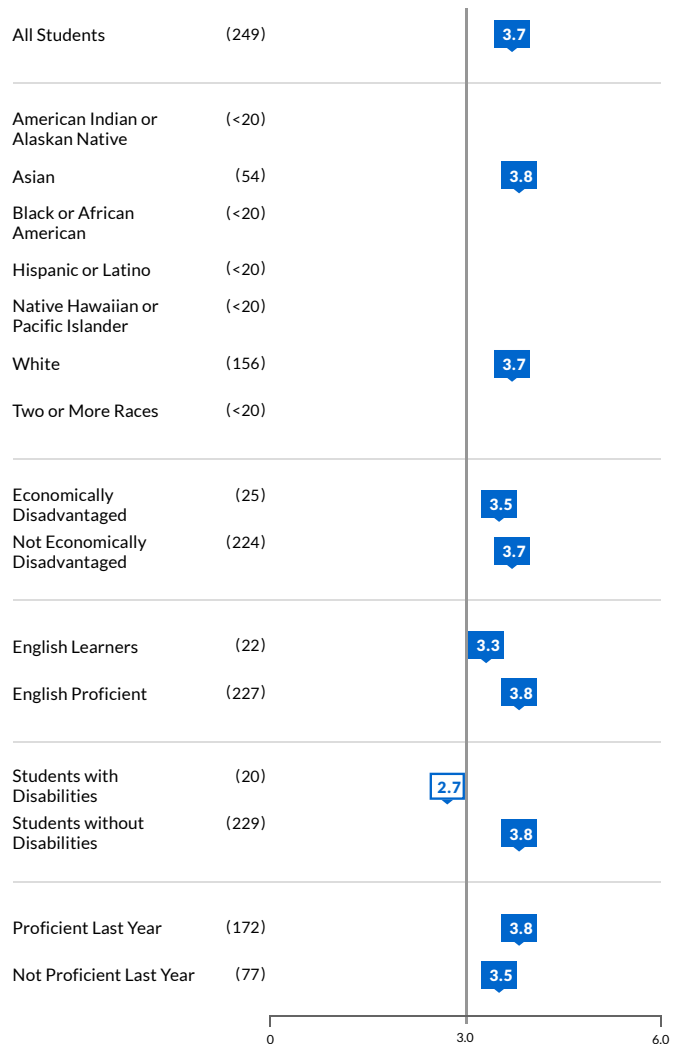 All Students (249) 3.7
American Indian or (<20)
Alaskan Native
Asian (54) 3.8
Black or African (<20)
American
Hispanic or Latino (<20)
Native Hawaiian or (<20)
Pacific Islander
White (156) 3.7
Two or More Races (<20)
Economically (25) 3.5
Disadvantaged
Not Economically (224) 3.7
Disadvantaged
English Learners (22) 3.3
English Proficient (227) 3.8
Students with (20) 2.7
Disabilities
Students without (229) 3.8
Disabilities
Proficient Last Year (172) 3.8
Not Proficient Last Year (77) 3.5
0 3.0 6.0